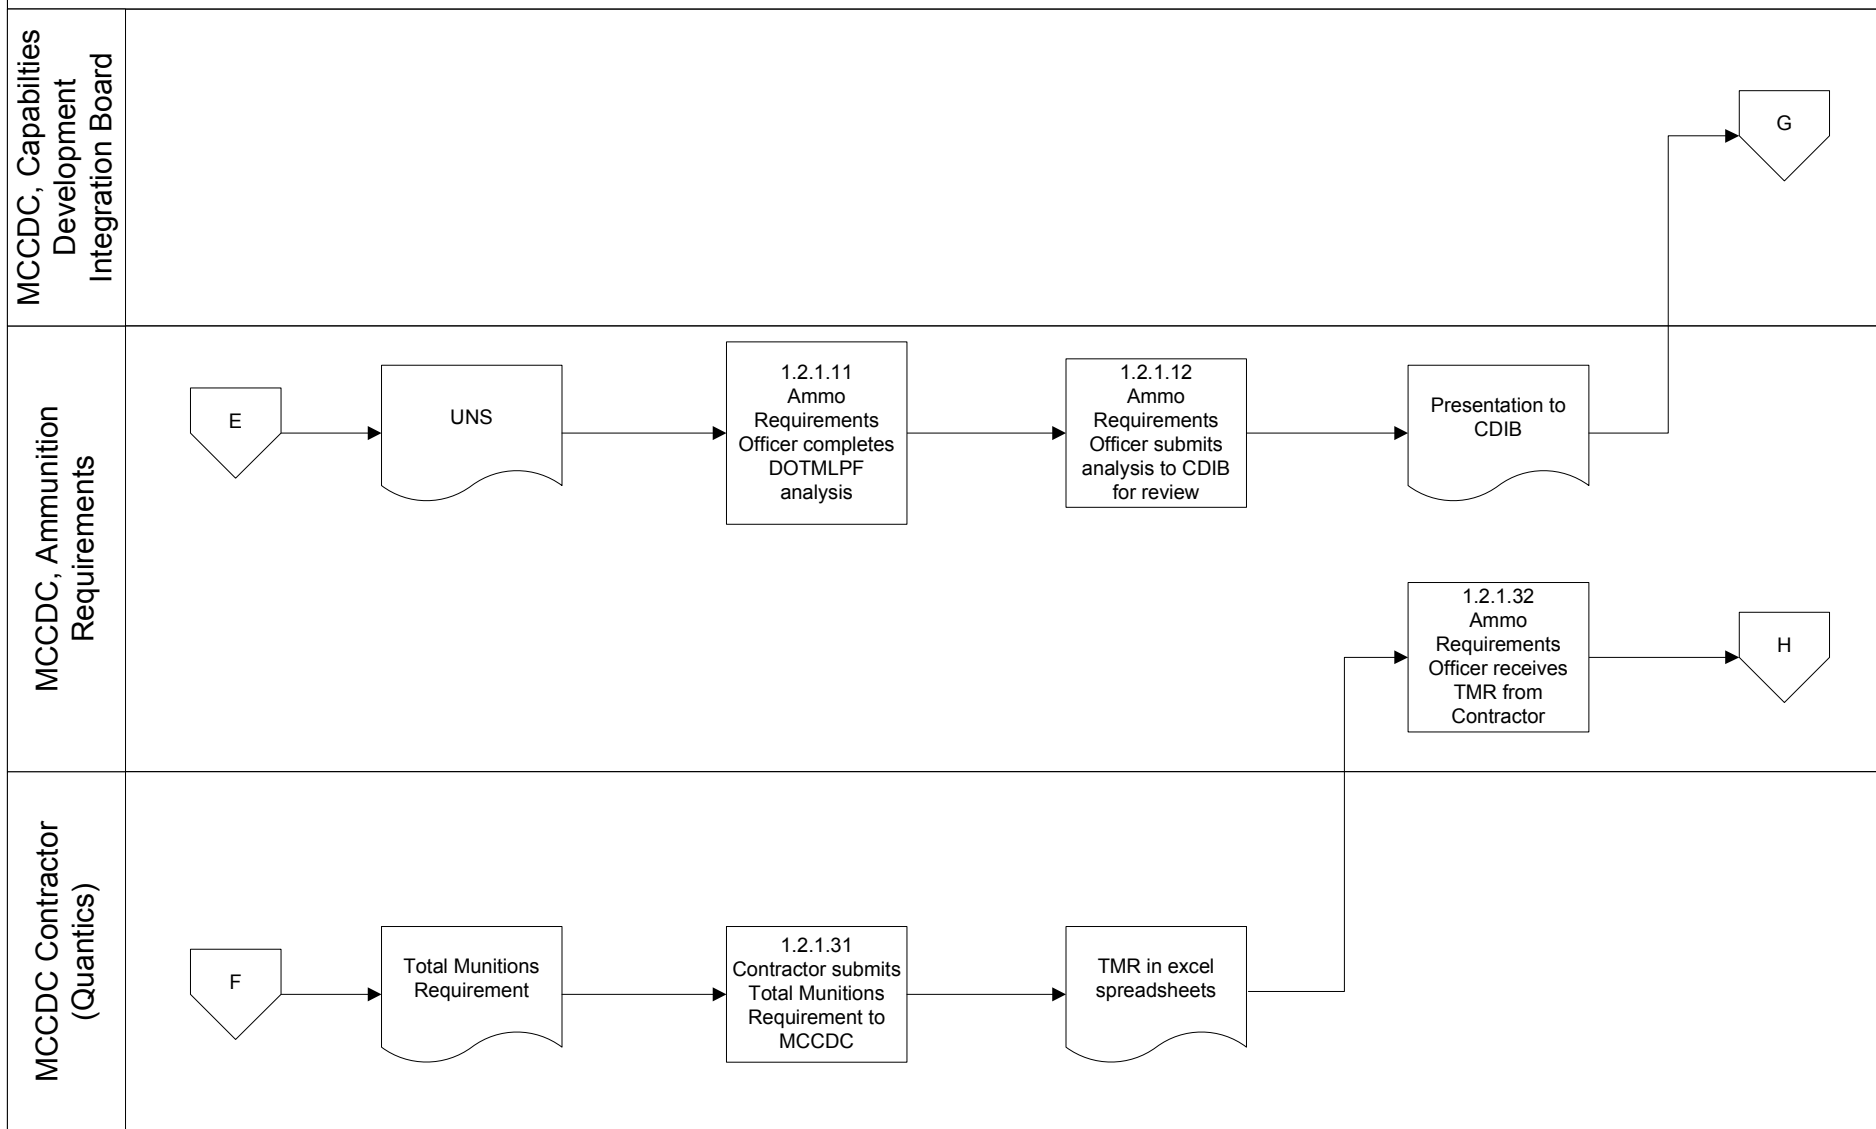 MCCDC, Capabilties
Development
Integration Board
G
MCCDC, Ammunition
Requirements
E
UNS
1.2.1.11
Ammo
Requirements
Officer completes
DOTMLPF
analysis
1.2.1.12
Ammo
Requirements
Officer submits
analysis to CDIB
for review
Presentation to
CDIB
1.2.1.32
Ammo
Requirements
Officer receives
TMR from
Contractor
H
MCCDC Contractor
(Quantics)
F
Total Munitions
Requirement
1.2.1.31
Contractor submits
Total Munitions
Requirement to
MCCDC
TMR in excel
spreadsheets